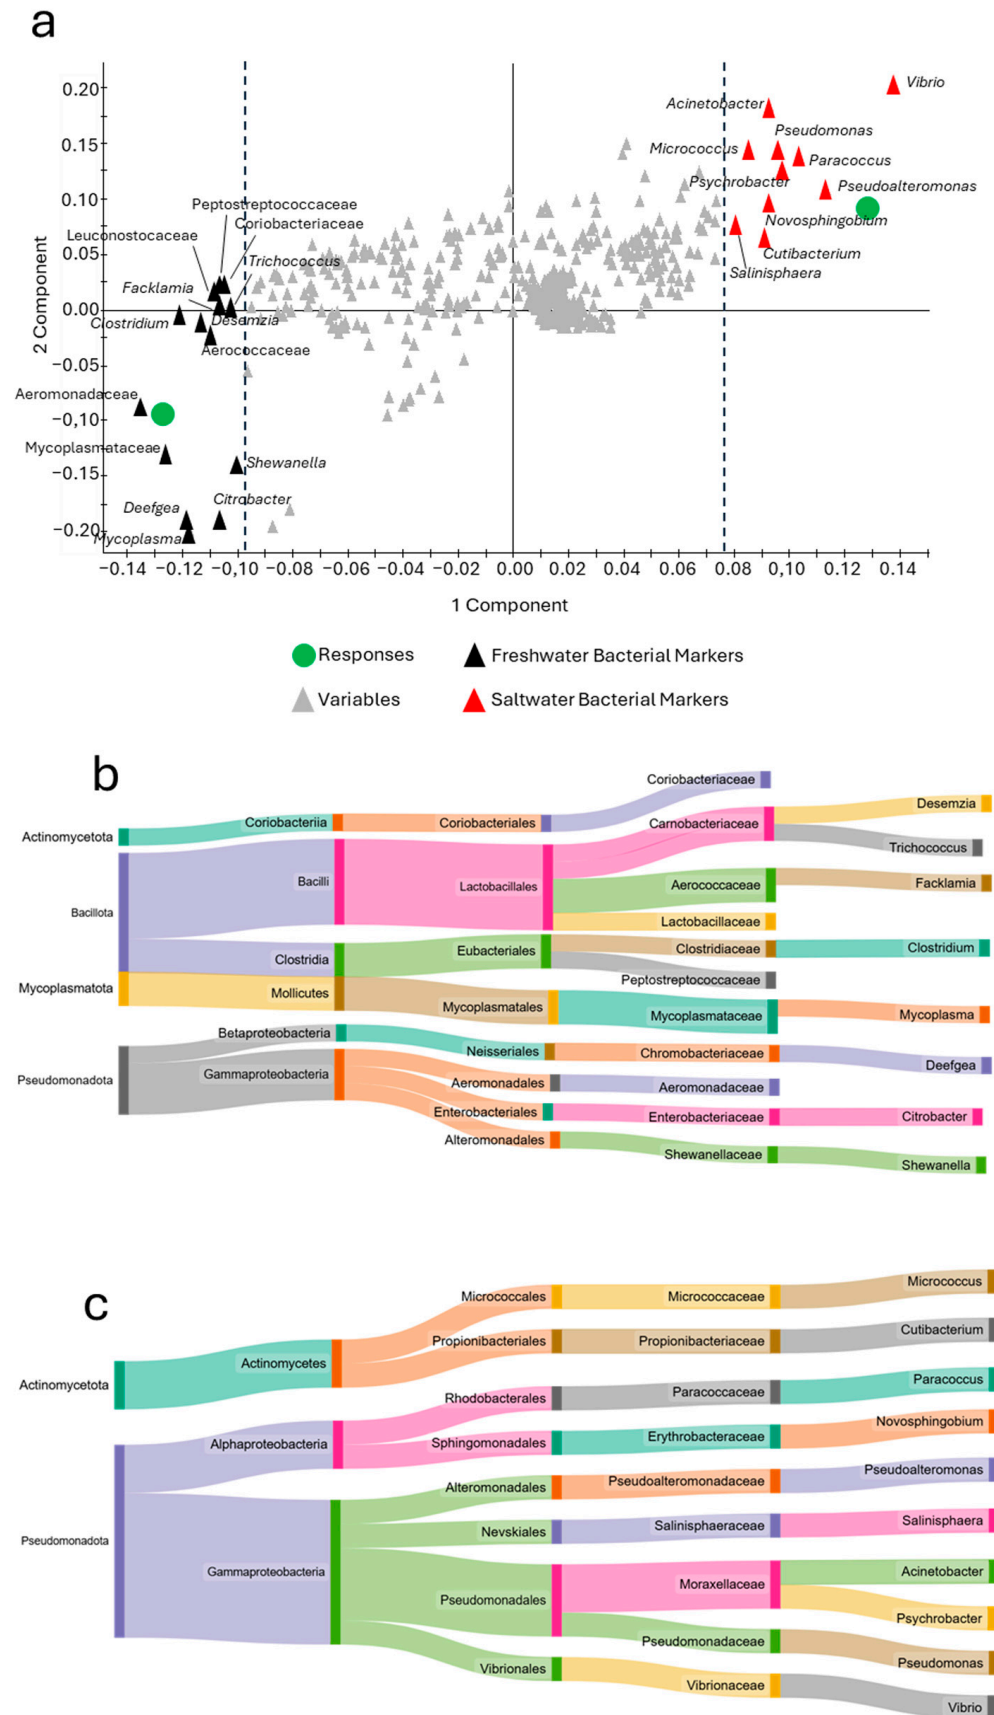 a
0.20
0.15
0.10
0.05
0.00
−0.05
−0,10
−0.15
−0.20
2 Component
Vibrio
Acinetobacter
Pseudomonas
Micrococcus
Paracoccus
Psychrobacter
Pseudoalteromonas
Novosphingobium
Cutibacterium
Salinisphaera
Peptostreptococcaceae
Coriobacteriaceae
Leuconostocaceae
Trichococcus
Facklamia
Clostridium
Desemzia
Aerococcaceae
Aeromonadaceae
Mycoplasmataceae
Shewanella
Citrobacter
Deefgea
Mycoplasma
−0.14 −0.12 −0,10 −0.08 −0.06 −0.04 −0.02 0.00 0.02 0.04 0.06 0.08 0,10 0.12 0.14
1 Component
Responses
Freshwater Bacterial Markers
Variables
Saltwater Bacterial Markers
b
Actinomycetota
Bacillota
Mycoplasmatota
Pseudomonadota
Coriobacteriia
Bacilli
Clostridia
Mollicutes
Betaproteobacteria
Gammaproteobacteria
Coriobacteriales
Lactobacillales
Eubacteriales
Mycoplasmatales
Neisseriales
Aeromonadales
Enterobacteriales
Alteromonadales
Coriobacteriaceae
Carnobacteriaceae
Aerococcaceae
Lactobacillaceae
Clostridiaceae
Peptostreptococcaceae
Mycoplasmataceae
Chromobacteriaceae
Aeromonadaceae
Enterobacteriaceae
Shewanellaceae
Desemzia
Trichococcus
Facklamia
Clostridium
Mycoplasma
Deefgea
Citrobacter
Shewanella
c
Actinomycetota
Pseudomonadota
Actinomycetes
Alphaproteobacteria
Gammaproteobacteria
Micrococcales
Propionibacteriales
Rhodobacterales
Sphingomonadales
Alteromonadales
Nevskiales
Pseudomonadales
Vibrionales
Micrococcaceae
Propionibacteriaceae
Paracoccaceae
Erythrobacteraceae
Pseudoalteromonadaceae
Salinisphaeraceae
Moraxellaceae
Pseudomonadaceae
Vibrionaceae
Micrococcus
Cutibacterium
Paracoccus
Novosphingobium
Pseudoalteromonas
Salinisphaera
Acinetobacter
Psychrobacter
Pseudomonas
Vibrio